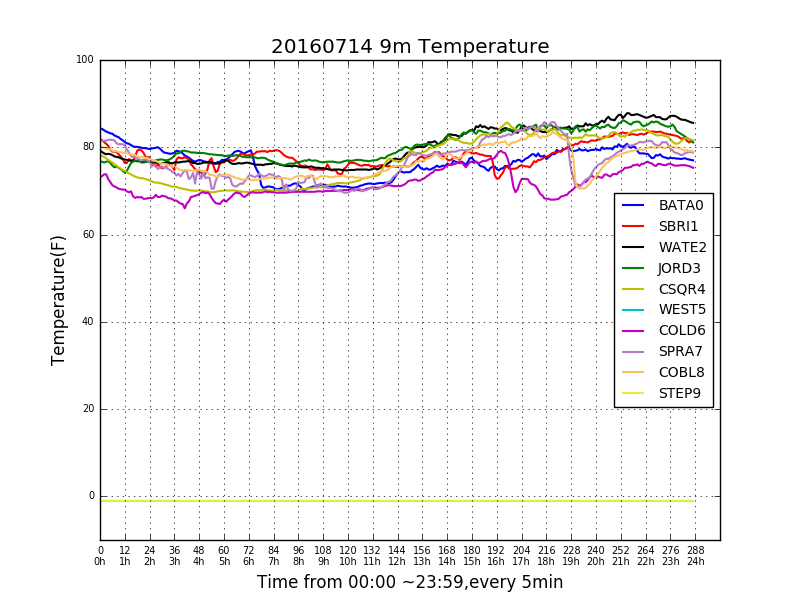 20160714 9m Temperature
100
80
60
40
20
0
Temperature(F)
BATA0
SBRI1
WATE2
JORD3
CSQR4
WEST5
COLD6
SPRA7
COBL8
STEP9
0 12 24 36 48 60 72 84 96 108 120 132 144 156 168 180 192 204 216 228 240 252 264 276 288
0h 1h 2h 3h 4h 5h 6h 7h 8h 9h 10h 11h 12h 13h 14h 15h 16h 17h 18h 19h 20h 21h 22h 23h 24h
Time from 00:00 ~23:59,every 5min